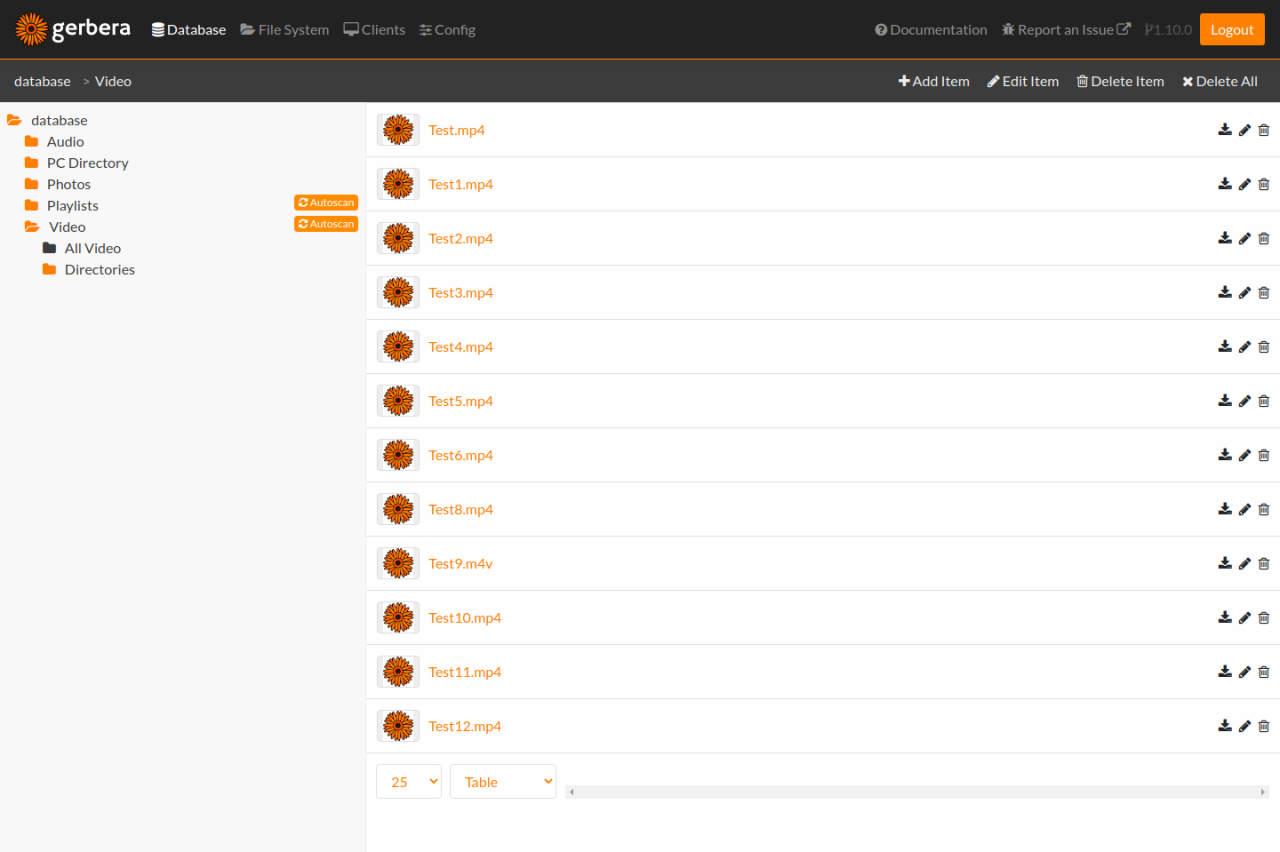 gerbera Database File System Clients Config Documentation Report an Issue 1.10.0 Logout
database > Video Add Item Edit Item Delete Item Delete All
database
Audio
PC Directory
Photos
Playlists Autoscan
Video Autoscan
All Video
Directories
Test.mp4
Test1.mp4
Test2.mp4
Test3.mp4
Test4.mp4
Test5.mp4
Test6.mp4
Test8.mp4
Test9.m4v
Test10.mp4
Test11.mp4
Test12.mp4
25 Table